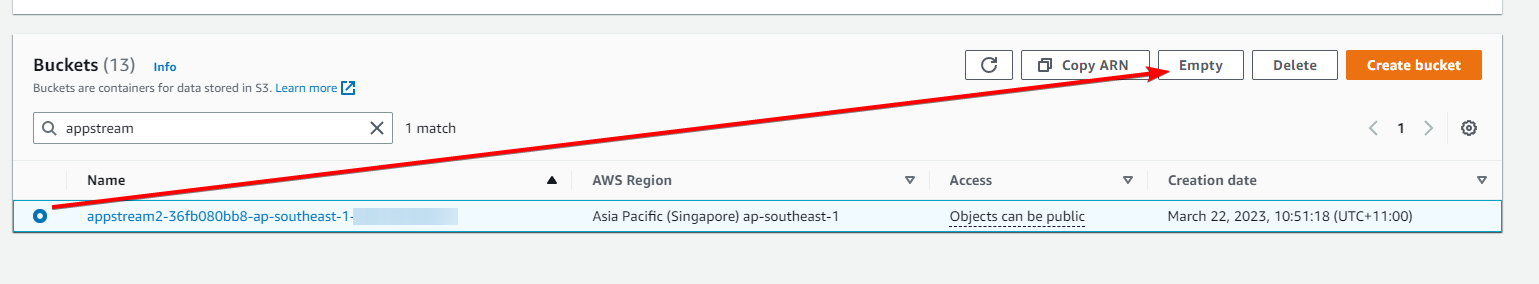 Buckets (13) Info
Buckets are containers for data stored in S3. Learn more
Copy ARN Empty Delete Create bucket
appstream
1 match
1
Name AWS Region Access Creation date
appstream2-36fb080bb8-ap-southeast-1- Asia Pacific (Singapore) ap-southeast-1 Objects can be public March 22, 2023, 10:51:18 (UTC+11:00)